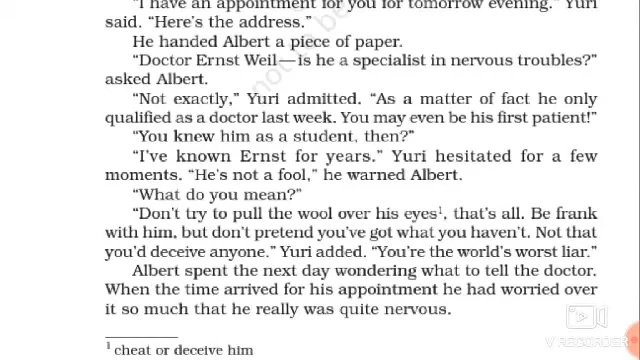 "I have an appointment for you for tomorrow evening," Yuri
said. "Here's the address."
He handed Albert a piece of paper.
"Doctor Ernst Weil — is he a specialist in nervous troubles?"
asked Albert.
"Not exactly," Yuri admitted. "As a matter of fact he only
qualified as a doctor last week. You may even be his first patient!"
"You knew him as a student, then?"
"I've known Ernst for years." Yuri hesitated for a few
moments. "He's not a fool," he warned Albert.
"What do you mean?"
"Don't try to pull the wool over his eyes¹, that's all. Be frank
with him, but don't pretend you've got what you haven't. Not that
you'd deceive anyone." Yuri added. "You're the world's worst liar."
Albert spent the next day wondering what to tell the doctor.
When the time arrived for his appointment he had worried over
it so much that he really was quite nervous.
¹ cheat or deceive him
not to be
V RECORDER